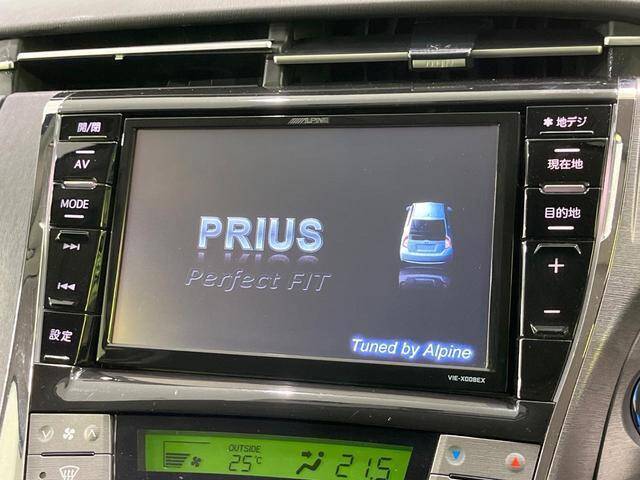 ALPINE
開/閉
AV
MODE
設定
✱地デジ
現在地
目的地
+
−
PRIUS
Perfect FIT
Tuned by Alpine
VIE-X008EX
OUTSIDE
25℃
21.5